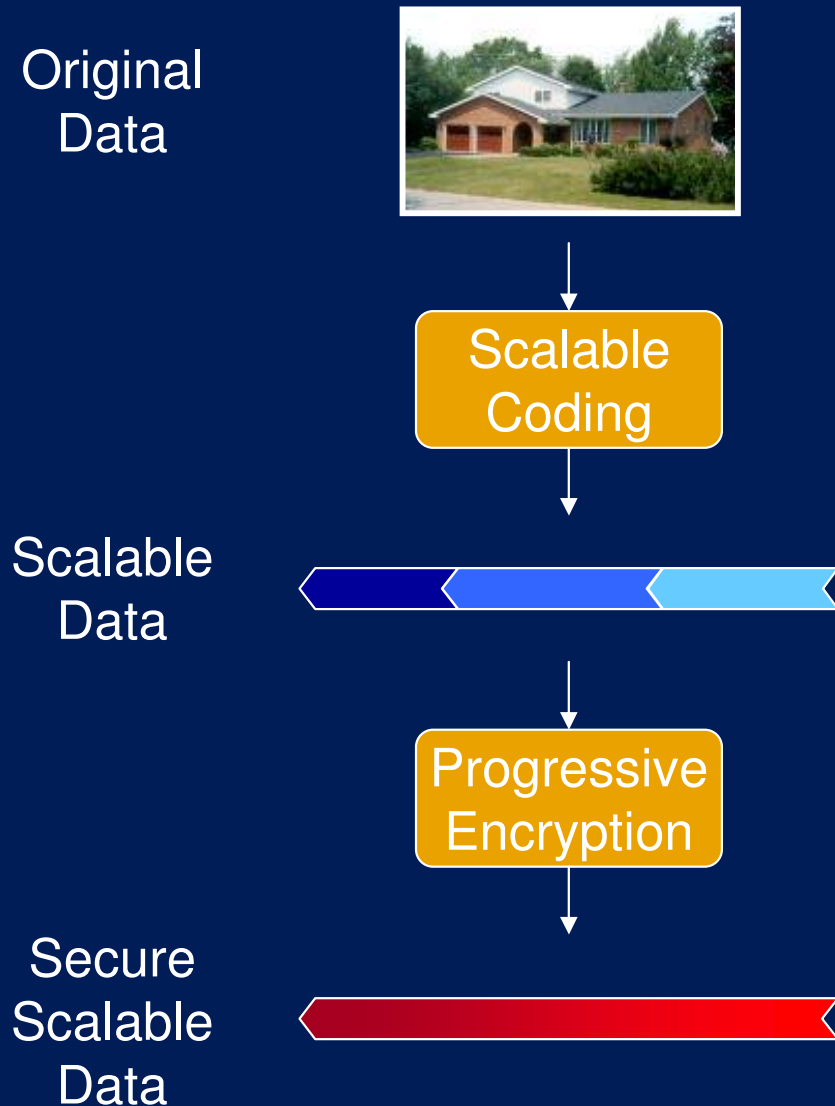 Original
Data
Scalable
Coding
Scalable
Data
Progressive
Encryption
Secure
Scalable
Data